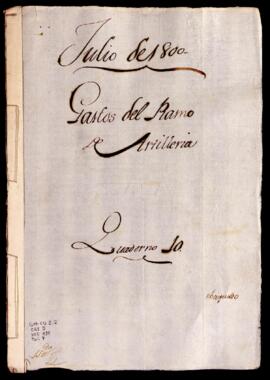 Julio de 1800
Gastos del Ramo
de Artilleria
Quaderno 10.